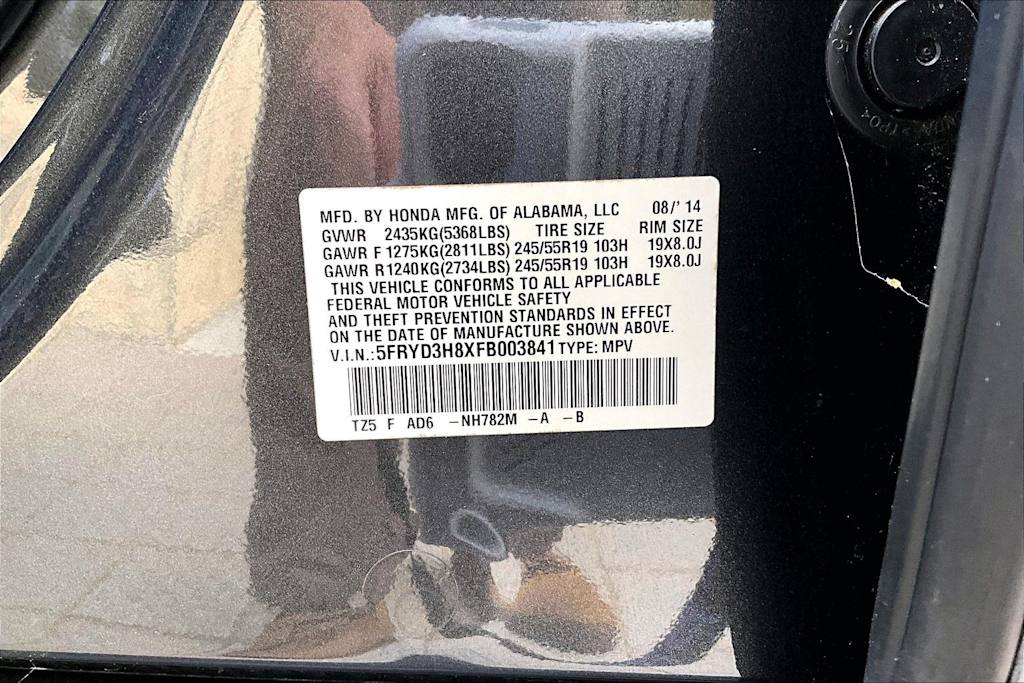 MFD. BY HONDA MFG. OF ALABAMA, LLC 08/'14
GVWR 2435KG(5368LBS) TIRE SIZE RIM SIZE
GAWR F 1275KG(2811LBS) 245/55R19 103H 19X8.0J
GAWR R1240KG(2734LBS) 245/55R19 103H 19X8.0J
THIS VEHICLE CONFORMS TO ALL APPLICABLE
FEDERAL MOTOR VEHICLE SAFETY
AND THEFT PREVENTION STANDARDS IN EFFECT
ON THE DATE OF MANUFACTURE SHOWN ABOVE.
V.I.N.:5FRYD3H8XFB003841 TYPE: MPV
TZ5 F AD6 -NH782M -A -B
25